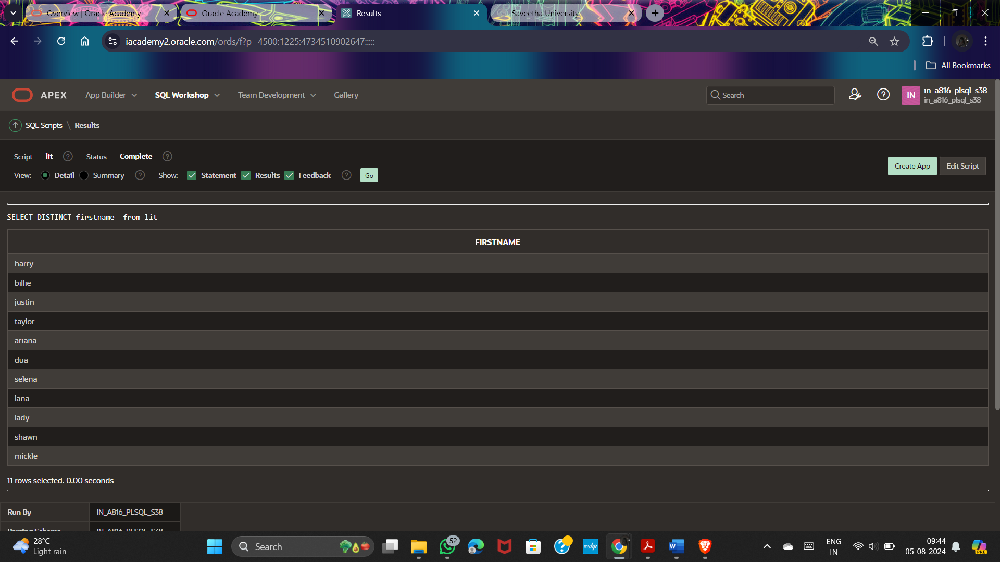 Overview | Oracle Academy
Oracle Academy
Results
Saveetha University
iacademy2.oracle.com/ords/f?p=4500:1225:4734510902647:::::
All Bookmarks
APEX App Builder SQL Workshop Team Development Gallery
Search
IN
in_a816_plsql_s38
in_a816_plsql_s38
SQL Scripts \ Results
Script: lit Status: Complete
View: Detail Summary Show: Statement Results Feedback Go
Create App Edit Script
SELECT DISTINCT firstname  from lit
FIRSTNAME
harry
billie
justin
taylor
ariana
dua
selena
lana
lady
shawn
mickle
11 rows selected. 0.00 seconds
Run By IN_A816_PLSQL_S38
28°C
Light rain
Search
52
myhp
ENG
IN
09:44
05-08-2024
PRE